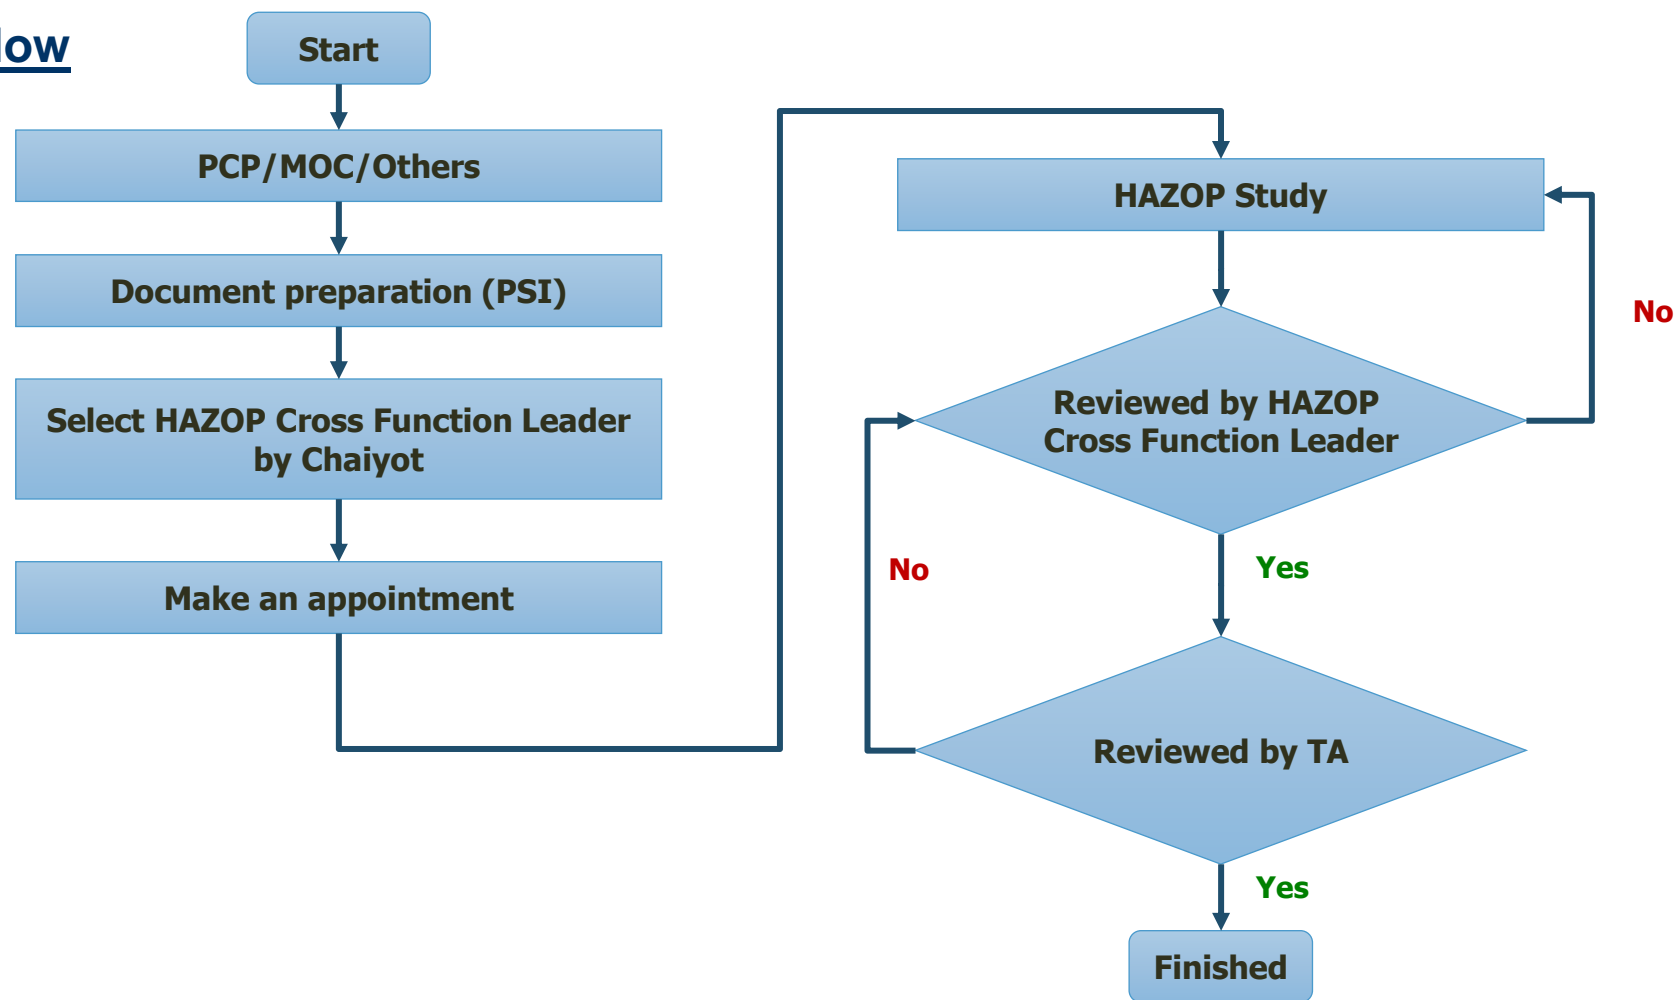 Start
PCP/MOC/Others
Document preparation (PSI)
Select HAZOP Cross Function Leader
by Chaiyot
Make an appointment
HAZOP Study
No
Reviewed by HAZOP
Cross Function Leader
No
Yes
Reviewed by TA
Yes
Finished